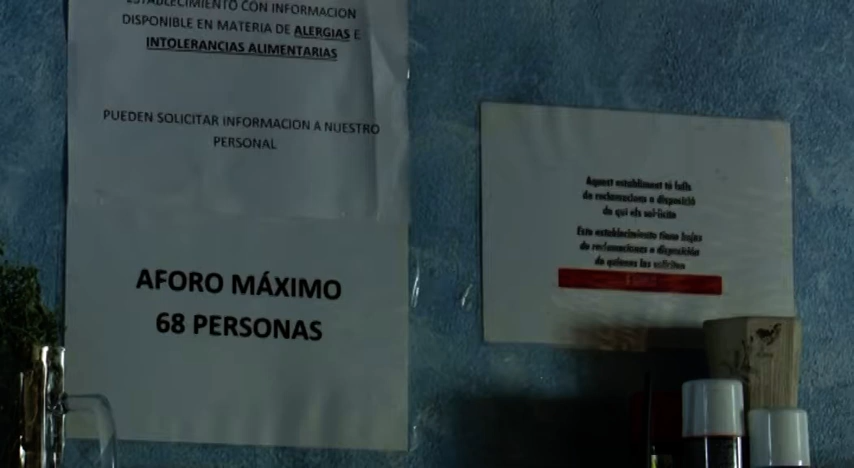 ESTABLECIMIENTO CON INFORMACION
DISPONIBLE EN MATERIA DE ALERGIAS E
INTOLERANCIAS ALIMENTARIAS
PUEDEN SOLICITAR INFORMACION A NUESTRO
PERSONAL
AFORO MÁXIMO
68 PERSONAS
Aquest establiment té fulls
de reclamacions a disposició
de qui els sol·licite
Este establecimiento tiene hojas
de reclamaciones a disposición
de quienes las soliciten